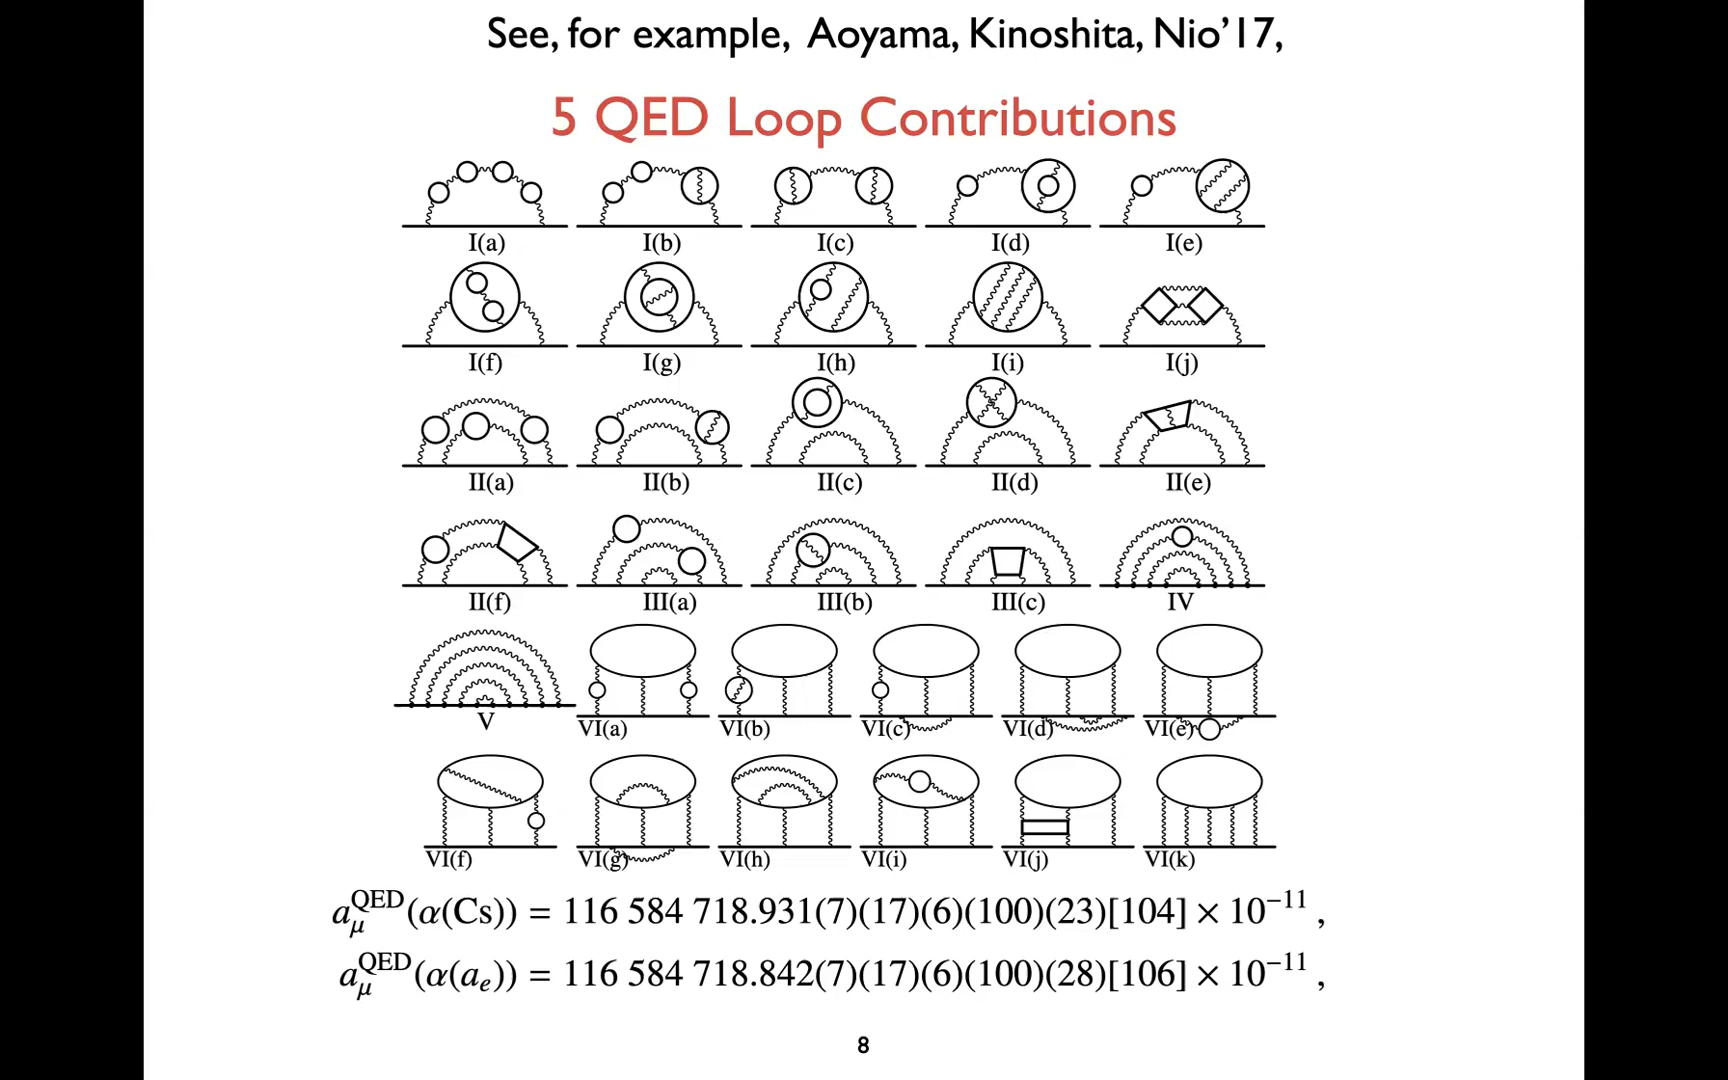 See, for example, Aoyama, Kinoshita, Nio'17,
5 QED Loop Contributions
I(a) I(b) I(c) I(d) I(e)
I(f) I(g) I(h) I(i) I(j)
II(a) II(b) II(c) II(d) II(e)
II(f) III(a) III(b) III(c) IV
V VI(a) VI(b) VI(c) VI(d) VI(e)
VI(f) VI(g) VI(h) VI(i) VI(j) VI(k)
a_μ^QED(α(Cs)) = 116 584 718.931(7)(17)(6)(100)(23)[104] × 10^−11 ,
a_μ^QED(α(a_e)) = 116 584 718.842(7)(17)(6)(100)(28)[106] × 10^−11 ,
8